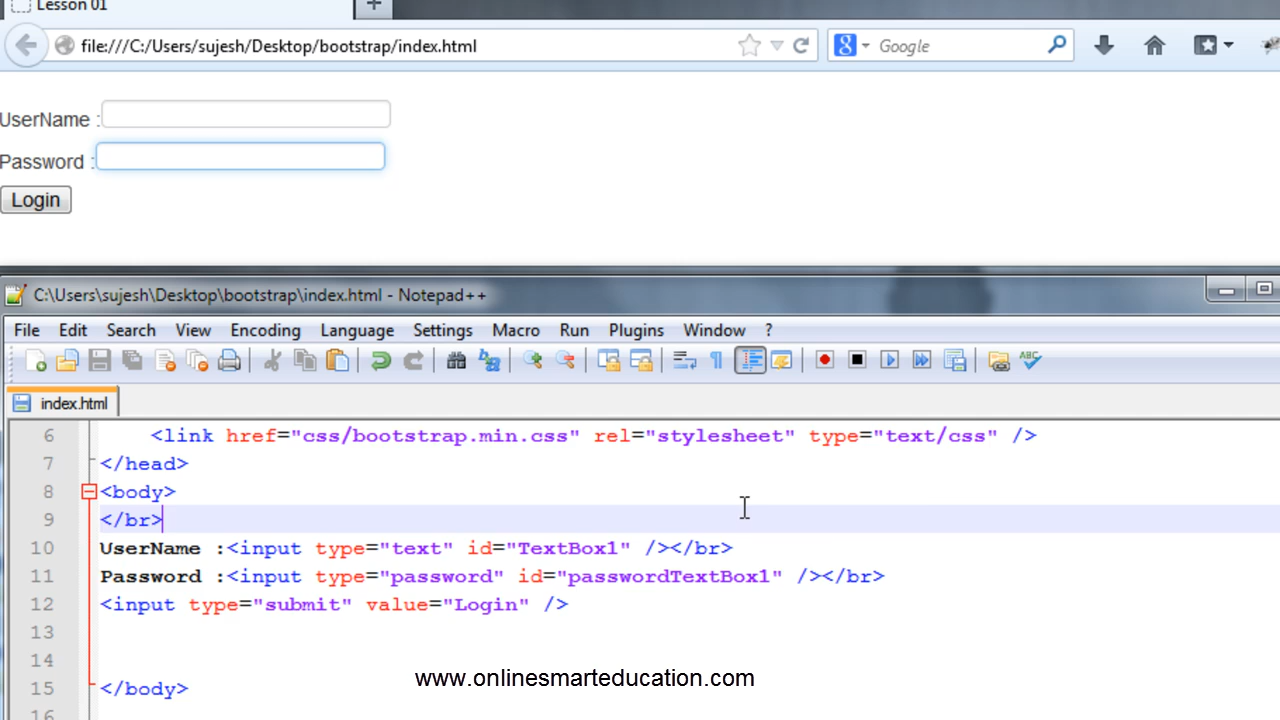 Lesson 01
file:///C:/Users/sujesh/Desktop/bootstrap/index.html
Google
UserName :
Password :
Login
C:\Users\sujesh\Desktop\bootstrap\index.html - Notepad++
File Edit Search View Encoding Language Settings Macro Run Plugins Window ?
index.html
6 <link href="css/bootstrap.min.css" rel="stylesheet" type="text/css" />
7 </head>
8 <body>
9 </br>
10 UserName :<input type="text" id="TextBox1" /></br>
11 Password :<input type="password" id="passwordTextBox1" /></br>
12 <input type="submit" value="Login" />
13
14
15 </body>
16
www.onlinesmarteducation.com